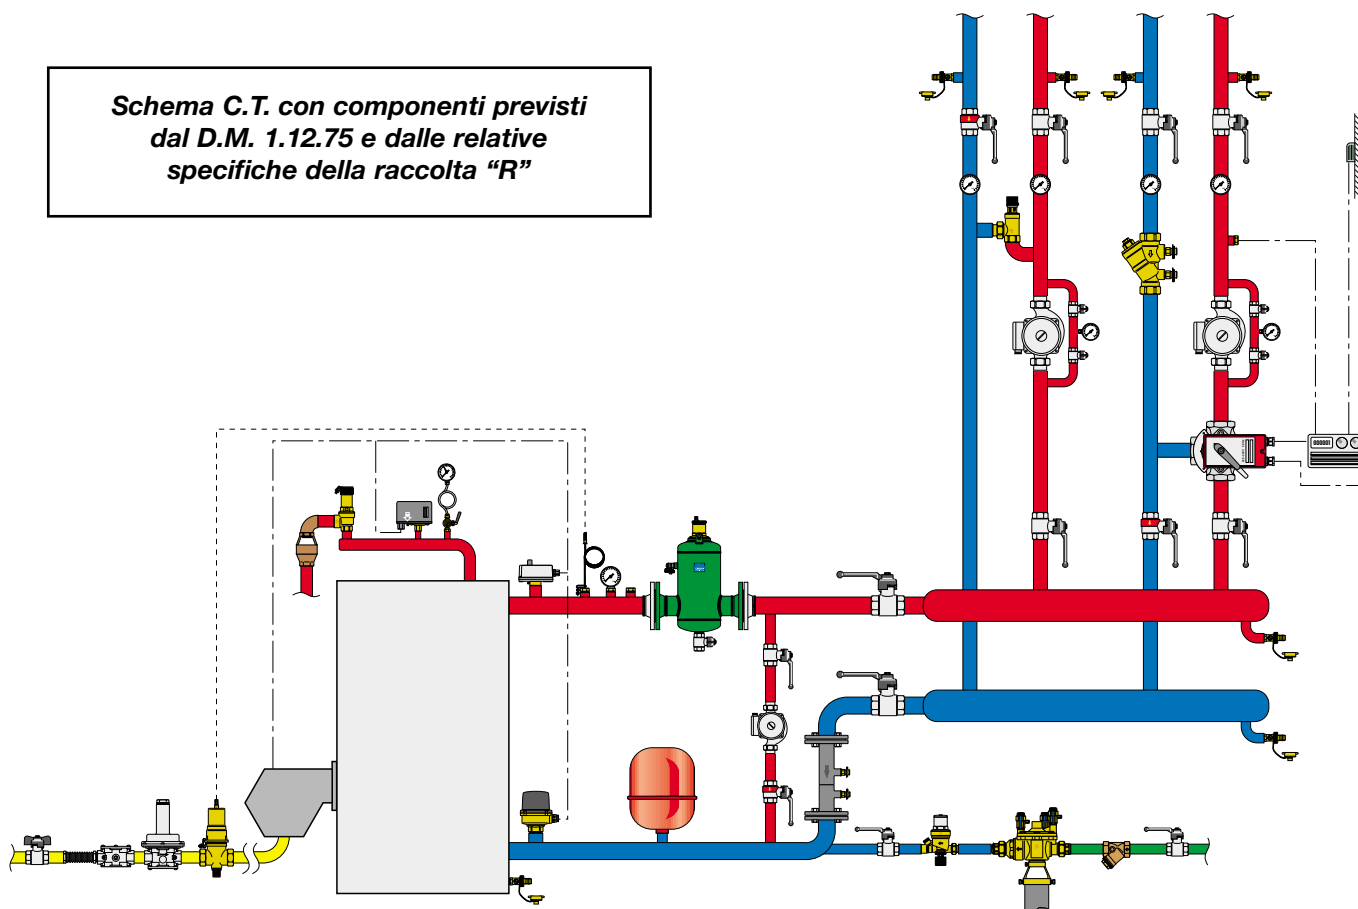 Schema C.T. con componenti previsti
dal D.M. 1.12.75 e dalle relative
specifiche della raccolta “R”